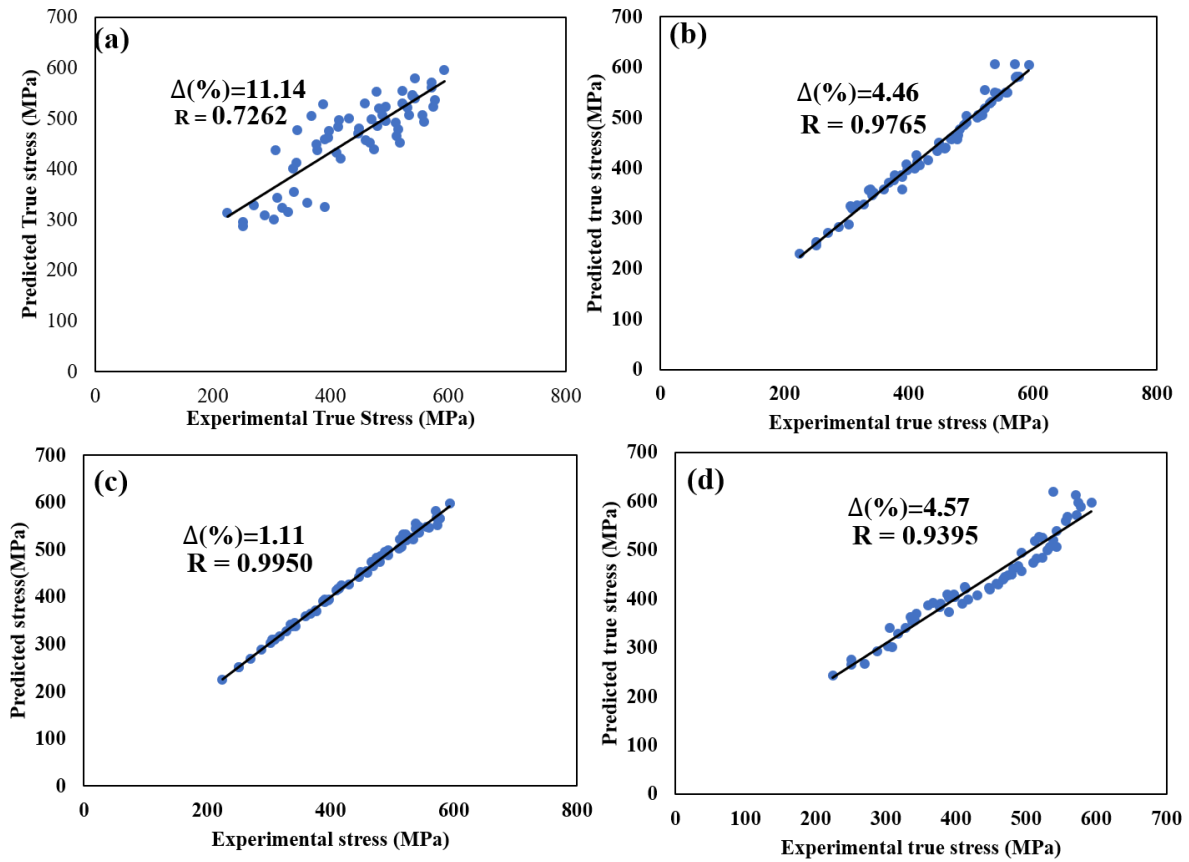 (a)
Δ(%)=11.14
R = 0.7262
Predicted True stress (MPa)
700
600
500
400
300
200
100
0
0 200 400 600 800
Experimental True Stress (MPa)
(b)
Δ(%)=4.46
R = 0.9765
Predicted true stress(MPa)
700
600
500
400
300
200
100
0
0 200 400 600 800
Experimental true stress (MPa)
(c)
Δ(%)=1.11
R = 0.9950
Predicted stress(MPa)
700
600
500
400
300
200
100
0
0 200 400 600 800
Experimental stress (MPa)
(d)
Δ(%)=4.57
R = 0.9395
Predicted true stress (MPa)
700
600
500
400
300
200
100
0
0 100 200 300 400 500 600 700
Experimental true stress (MPa)